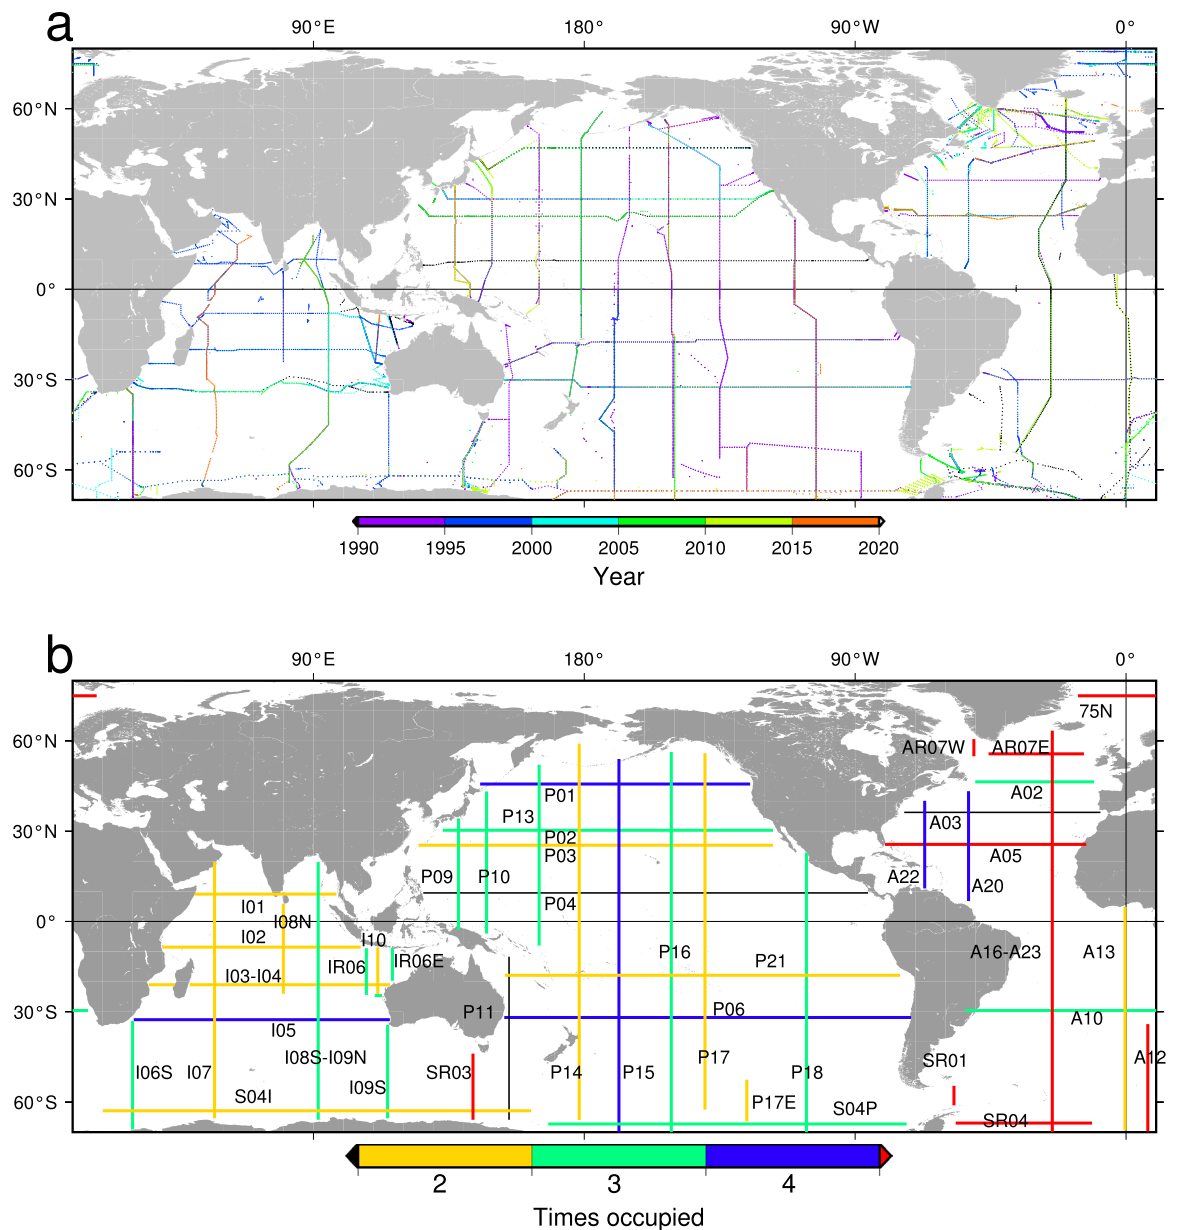 a
90°E 180° 90°W 0°
60°N
30°N
0°
30°S
60°S
1990 1995 2000 2005 2010 2015 2020
Year
b
90°E 180° 90°W 0°
75N
60°N
AR07W AR07E
P01
A02
P13
A03
30°N
P02
P03
A05
P09 P10
A22
A20
I01
P04
I08N
0°
I02
I10
IR06
IR06E
P16
P21
A16-A23
A13
I03-I04
30°S
P11
P06
A10
I05
I08S-I09N
P17
SR01
A12
I06S I07
I09S
SR03
P14
P15
P18
S04I
60°S
P17E
S04P
SR04
2 3 4
Times occupied